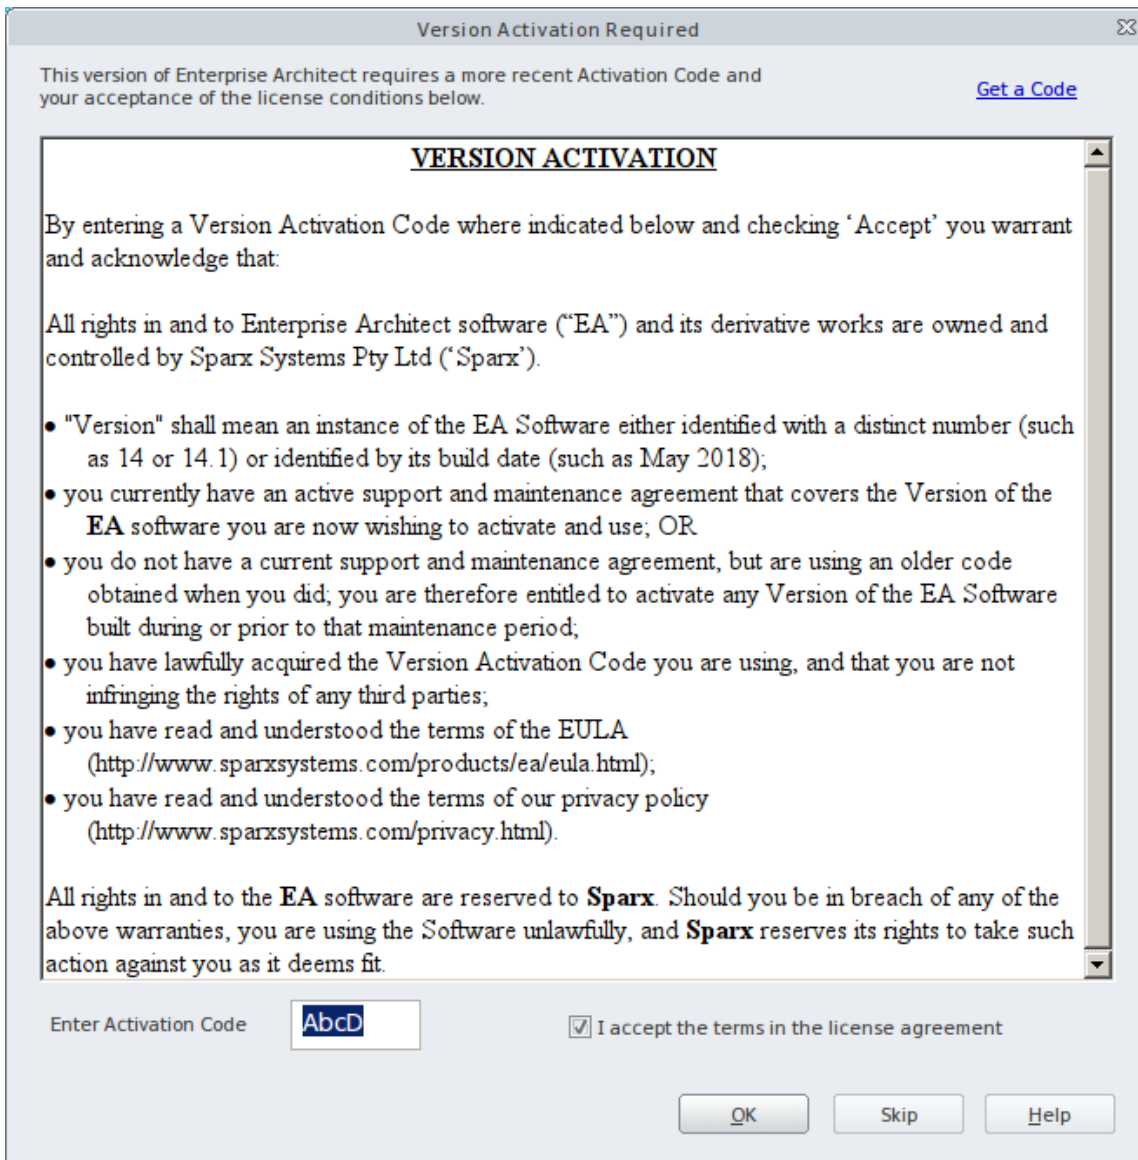 Version Activation Required
This version of Enterprise Architect requires a more recent Activation Code and
your acceptance of the license conditions below.
Get a Code
VERSION ACTIVATION
By entering a Version Activation Code where indicated below and checking ‘Accept’ you warrant
and acknowledge that:
All rights in and to Enterprise Architect software (“EA”) and its derivative works are owned and
controlled by Sparx Systems Pty Ltd (‘Sparx’).
● "Version" shall mean an instance of the EA Software either identified with a distinct number (such
as 14 or 14.1) or identified by its build date (such as May 2018);
● you currently have an active support and maintenance agreement that covers the Version of the
EA software you are now wishing to activate and use; OR
● you do not have a current support and maintenance agreement, but are using an older code
obtained when you did; you are therefore entitled to activate any Version of the EA Software
built during or prior to that maintenance period;
● you have lawfully acquired the Version Activation Code you are using, and that you are not
infringing the rights of any third parties;
● you have read and understood the terms of the EULA
(http://www.sparxsystems.com/products/ea/eula.html);
● you have read and understood the terms of our privacy policy
(http://www.sparxsystems.com/privacy.html).
All rights in and to the EA software are reserved to Sparx. Should you be in breach of any of the
above warranties, you are using the Software unlawfully, and Sparx reserves its rights to take such
action against you as it deems fit.
Enter Activation Code AbcD I accept the terms in the license agreement
OK Skip Help